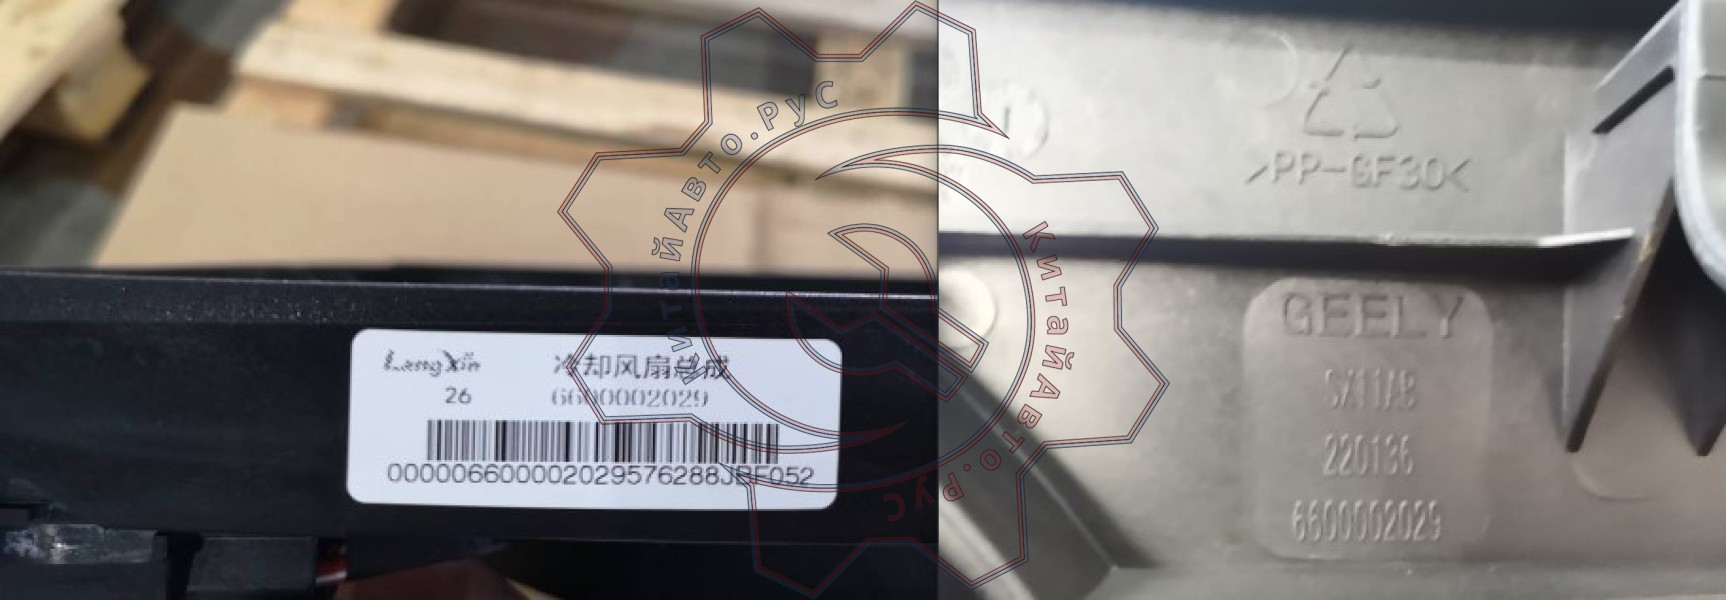 LangXin
冷却风扇总成
26
6600002029
000006600002029576288JBF052
>PP-GF30<
GEELY
SX11A8
220136
6600002029
КитайАвто.Рус
КитайАвто.Рус